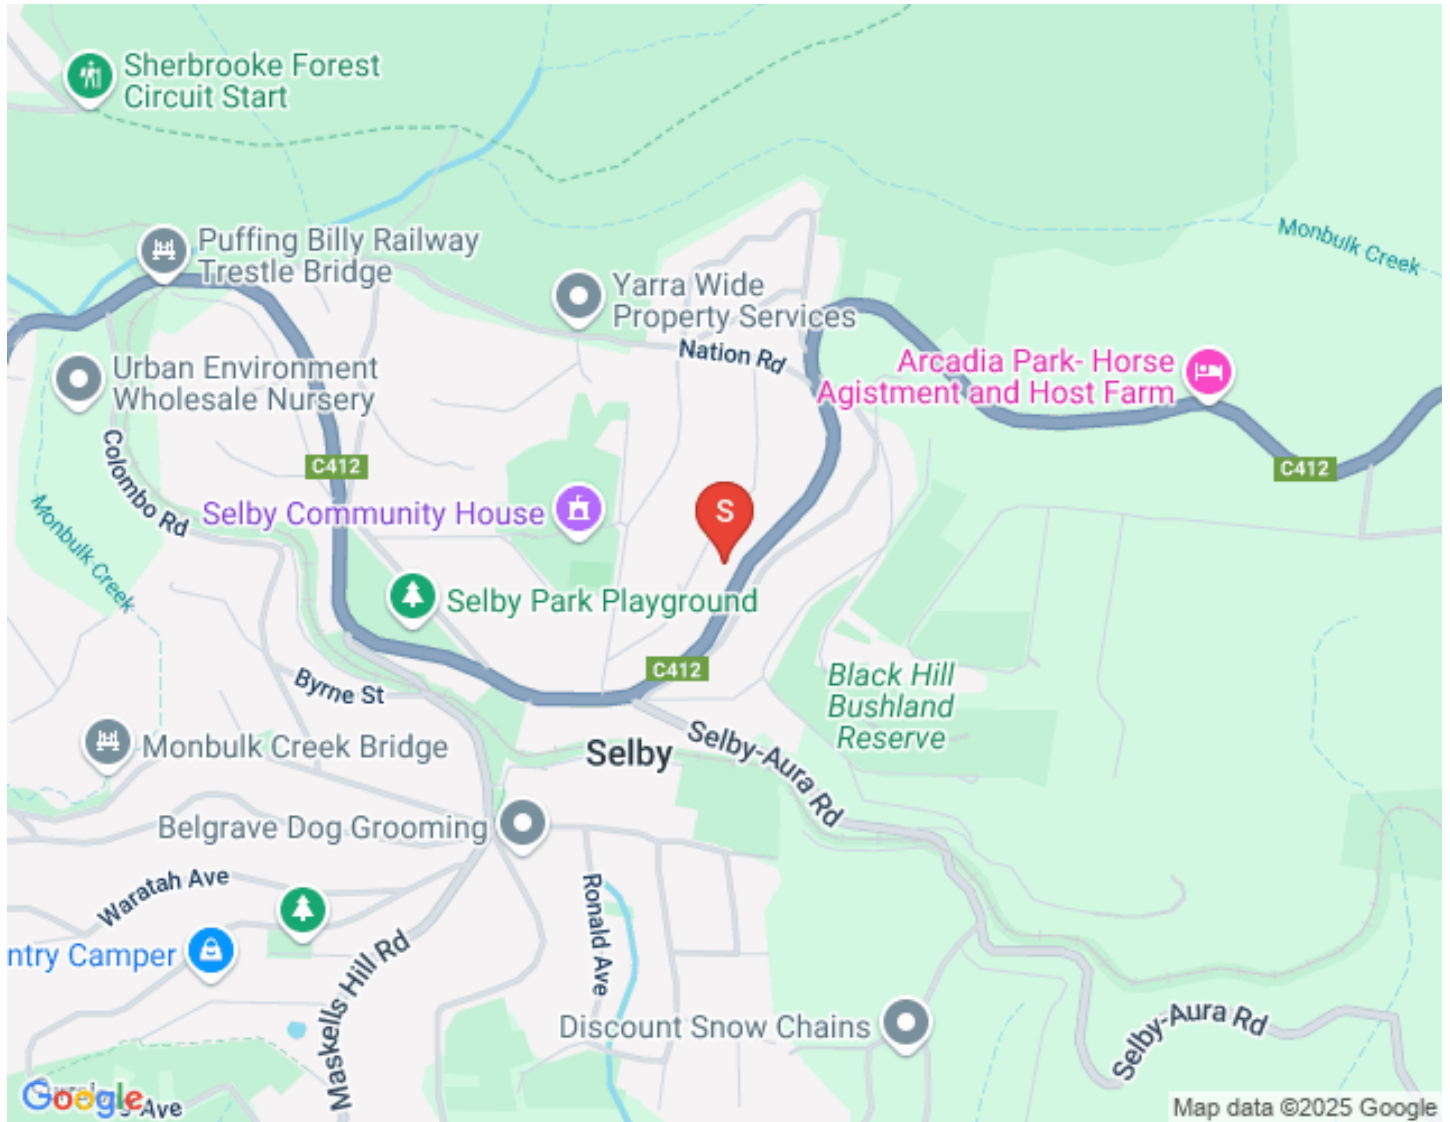 Sherbrooke Forest
Circuit Start
Puffing Billy Railway
Trestle Bridge
Monbulk Creek
Yarra Wide
Property Services
Nation Rd
Urban Environment
Wholesale Nursery
Arcadia Park- Horse
Agistment and Host Farm
C412
C412
Colombo Rd
Selby Community House
S
Monbulk Creek
Selby Park Playground
C412
Byrne St
Black Hill
Bushland
Reserve
Monbulk Creek Bridge
Selby
Selby-Aura Rd
Belgrave Dog Grooming
Waratah Ave
Ronald Ave
ntry Camper
Maskells Hill Rd
Discount Snow Chains
Selby-Aura Rd
Google
Ave
Map data ©2025 Google